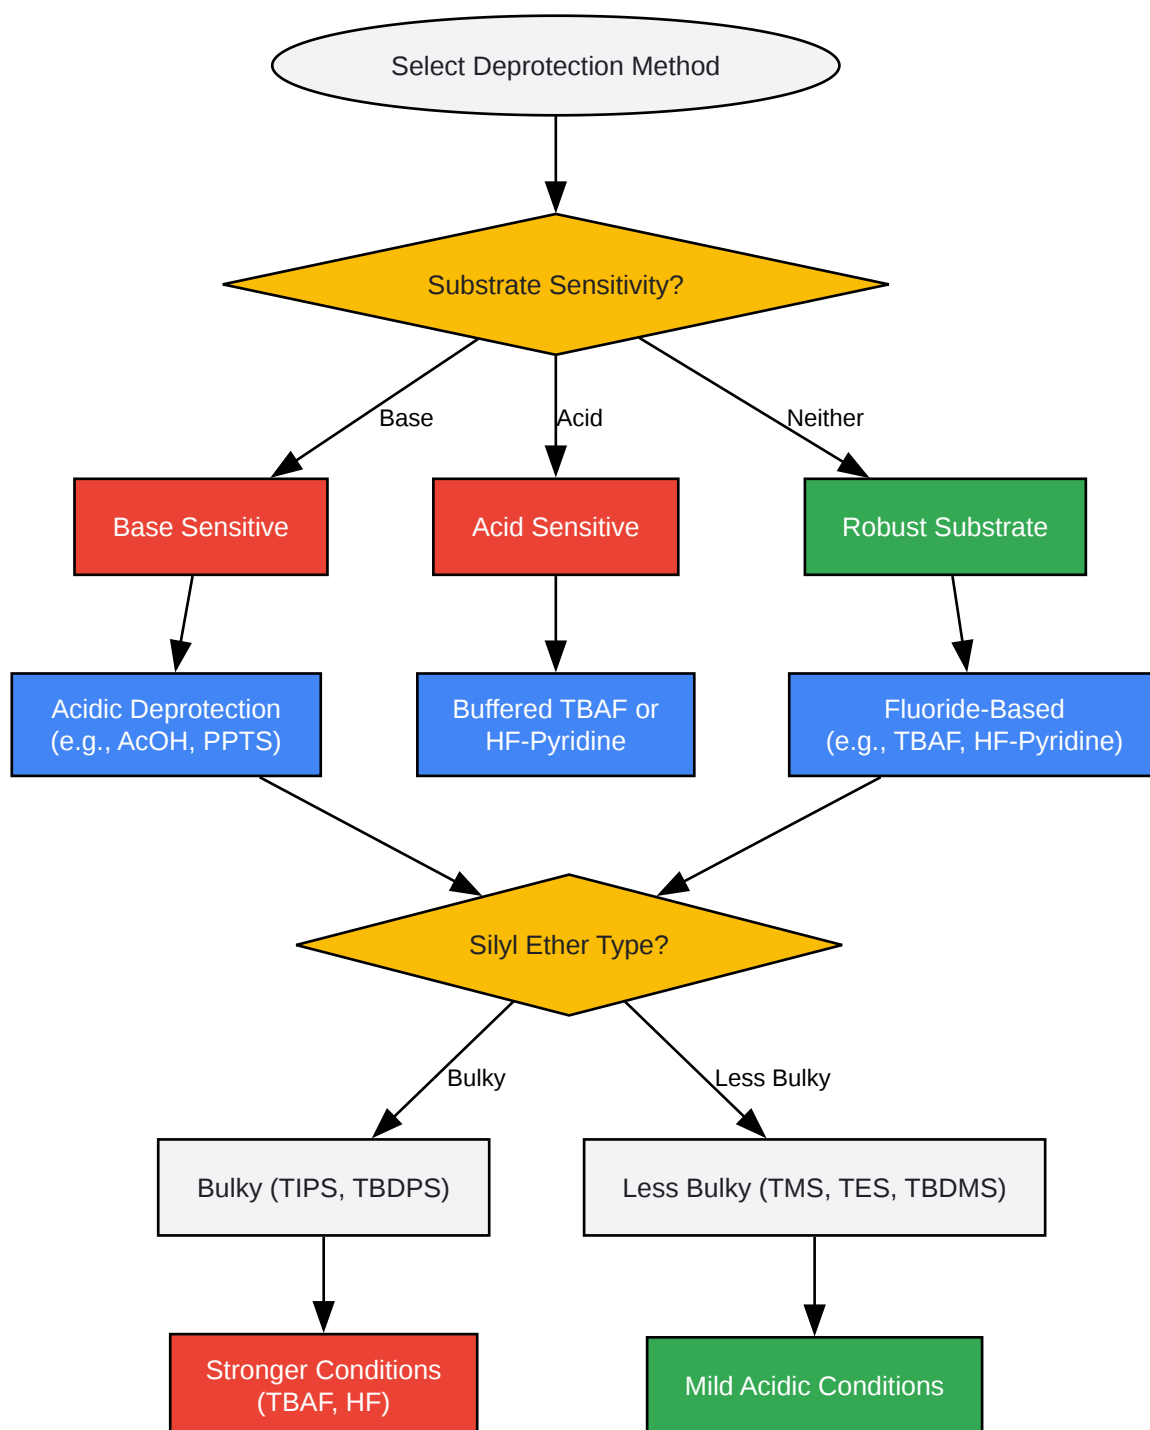 Select Deprotection Method
Substrate Sensitivity?
Base
Acid
Neither
Base Sensitive
Acid Sensitive
Robust Substrate
Acidic Deprotection
(e.g., AcOH, PPTS)
Buffered TBAF or
HF-Pyridine
Fluoride-Based
(e.g., TBAF, HF-Pyridine)
Silyl Ether Type?
Bulky
Less Bulky
Bulky (TIPS, TBDPS)
Less Bulky (TMS, TES, TBDMS)
Stronger Conditions
(TBAF, HF)
Mild Acidic Conditions